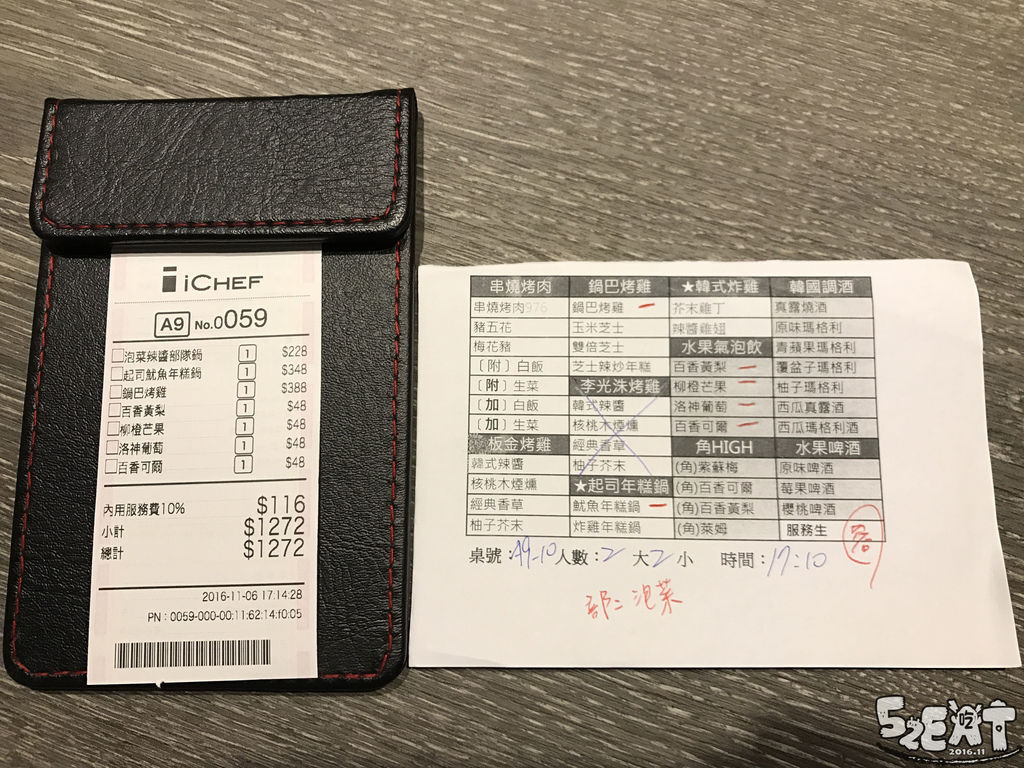 iCHEF
A9 No.0059
泡菜辣醬部隊鍋 1 $228
起司魷魚年糕鍋 1 $348
鍋巴烤雞 1 $388
百香黃梨 1 $48
柳橙芒果 1 $48
洛神葡萄 1 $48
百香可爾 1 $48
內用服務費10% $116
小計 $1272
總計 $1272
2016-11-06 17:14:28
PN : 0059-000-00:11:62:14:f0:05
串燒烤肉 鍋巴烤雞 ★韓式炸雞 韓國調酒
串燒烤肉976 鍋巴烤雞 芥末雞丁 真露燒酒
豬五花 玉米芝士 辣醬雞翅 原味瑪格利
梅花豬 雙倍芝士 水果氣泡飲 青蘋果瑪格利
〔附〕白飯 芝士辣炒年糕 百香黃梨 覆盆子瑪格利
〔附〕生菜 李光洙烤雞 柳橙芒果 柚子瑪格利
〔加〕白飯 韓式辣醬 洛神葡萄 西瓜真露酒
〔加〕生菜 核桃木煙燻 百香可爾 西瓜瑪格利酒
板金烤雞 經典香草 角HIGH 水果啤酒
韓式辣醬 柚子芥末 (角)紫蘇梅 原味啤酒
核桃木煙燻 ★起司年糕鍋 (角)百香可爾 莓果啤酒
經典香草 魷魚年糕鍋 (角)百香黃梨 櫻桃啤酒
柚子芥末 炸雞年糕鍋 (角)萊姆 服務生
桌號：A9-10 人數：2 大 2 小 時間：17:10
部：泡菜
52EAT
吃
2016.11